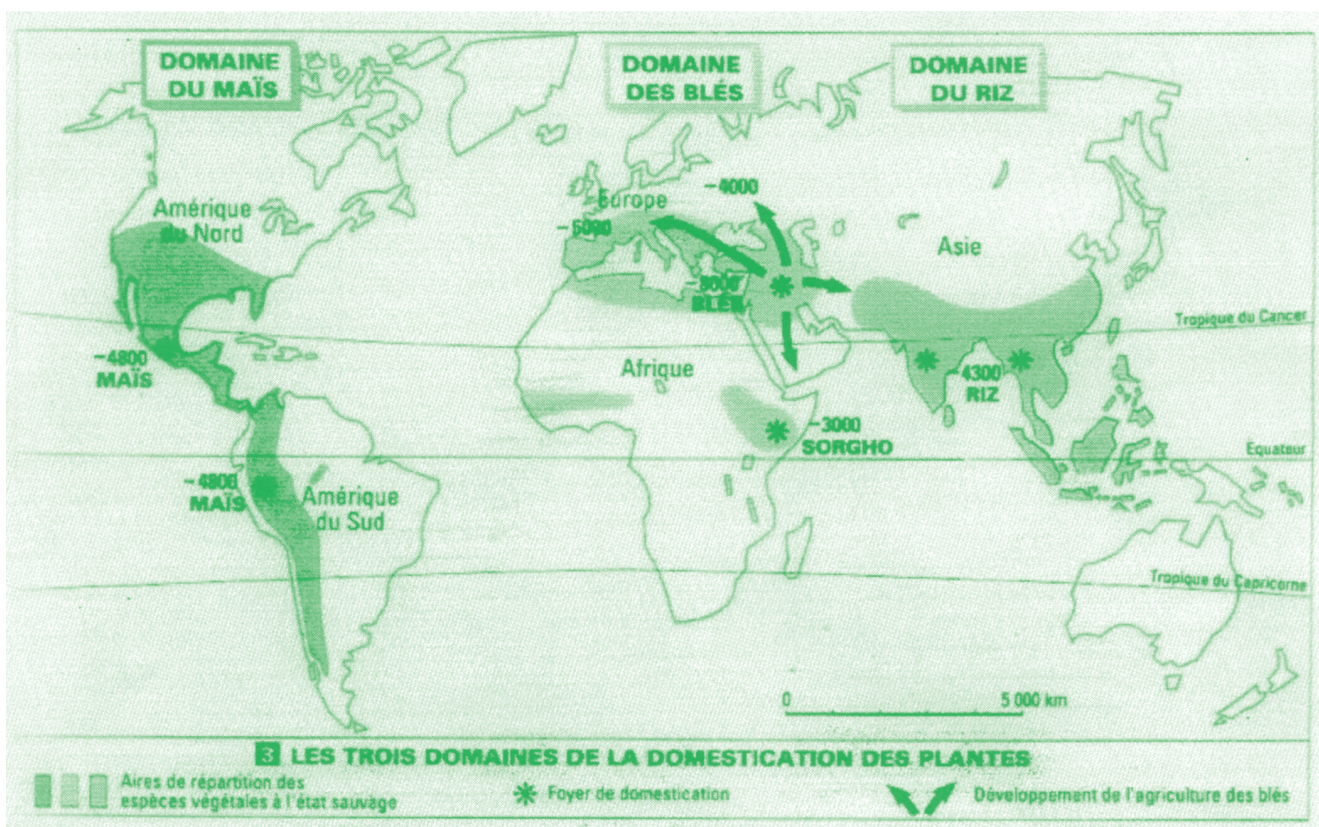 DOMAINE
DU MAÏS
DOMAINE
DES BLÉS
DOMAINE
DU RIZ
Amérique
du Nord
Europe
-4000
-5000
Asie
-8000
BLÉS
Tropique du Cancer
-4800
MAÏS
Afrique
-4300
RIZ
-3000
SORGHO
Equateur
-4800
MAÏS
Amérique
du Sud
Tropique du Capricorne
0 5 000 km
3 LES TROIS DOMAINES DE LA DOMESTICATION DES PLANTES
Aires de répartition des
espèces végétales à l'état sauvage
Foyer de domestication
Développement de l'agriculture des blés